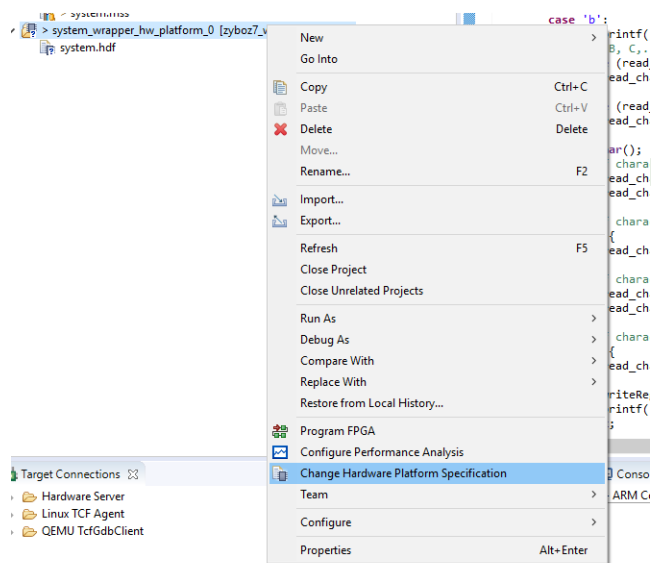 > system.mss
case 'b':
> system_wrapper_hw_platform_0 [zyboz7_v
system.hdf
New
Go Into
Copy Ctrl+C
Paste Ctrl+V
Delete Delete
Move...
Rename... F2
Import...
Export...
Refresh F5
Close Project
Close Unrelated Projects
Run As
Debug As
Compare With
Replace With
Restore from Local History...
Program FPGA
Configure Performance Analysis
Change Hardware Platform Specification
Team
Configure
Properties Alt+Enter
rintf(
B, C,..
(read_
ead_ch
(read_
ead_ch
ar();
chara
ead_ch
ead_ch
chara
{
ead_ch
chara
ead_ch
ead_ch
chara
{
ead_ch
riteRe
rintf(
;
Target Connections
Hardware Server
Linux TCF Agent
QEMU TcfGdbClient
Conso
ARM Co